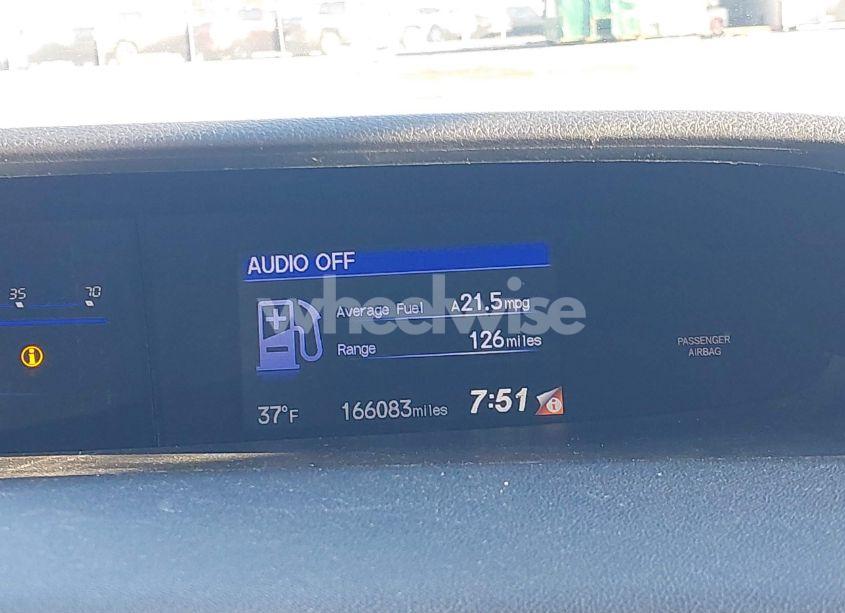 AUDIO OFF
35 70
Average Fuel A21.5mpg
wheelwise
Range 126miles
PASSENGER
AIRBAG
37°F 166083miles 7:51